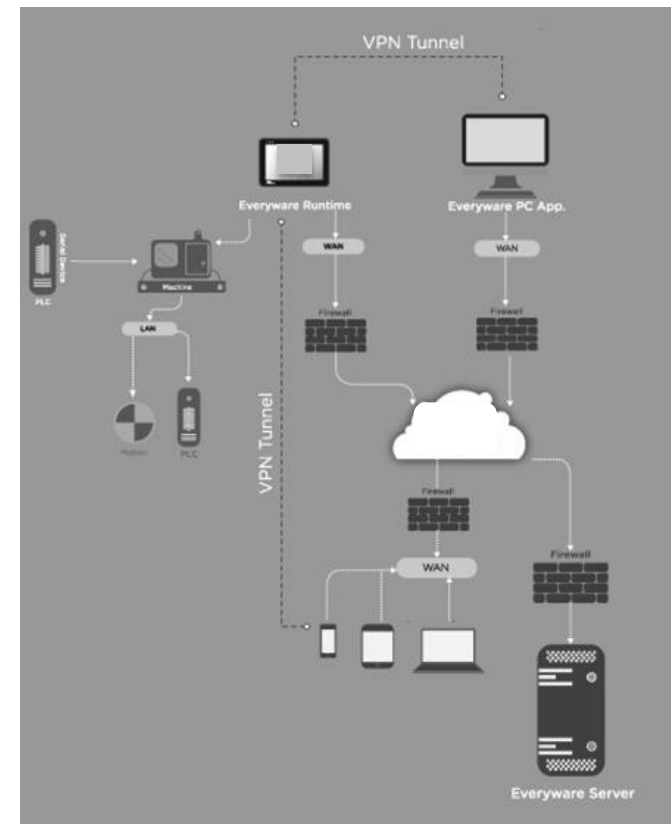 VPN Tunnel
Everyware Runtime
Everyware PC App.
Serial Device
PLC
Machine
WAN
WAN
Firewall
Firewall
LAN
Motion
PLC
VPN Tunnel
Firewall
WAN
Firewall
Everyware Server